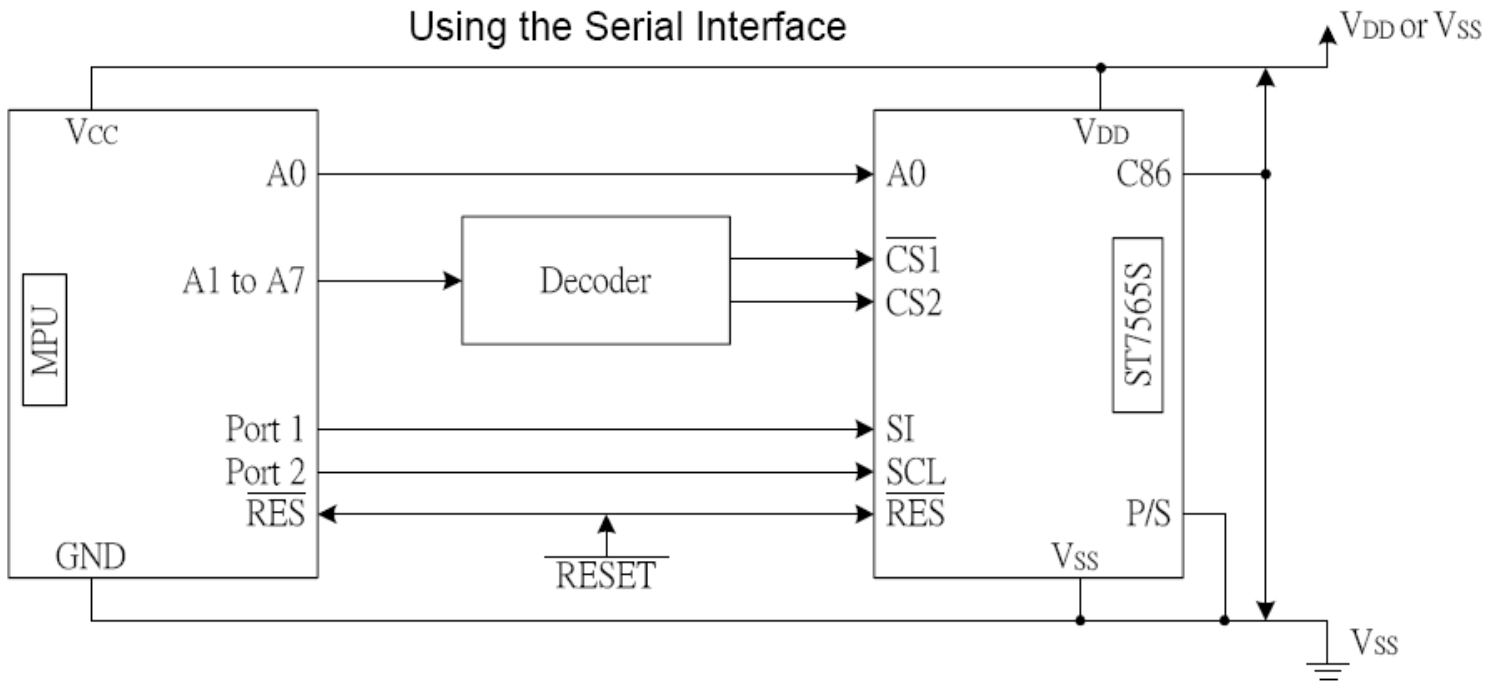 Using the Serial Interface
VDD or VSS
VCC
VDD
A0
A0
C86
A1 to A7
Decoder
CS1
CS2
MPU
ST7565S
Port 1
SI
Port 2
SCL
RES
RES
P/S
RESET
GND
VSS
VSS